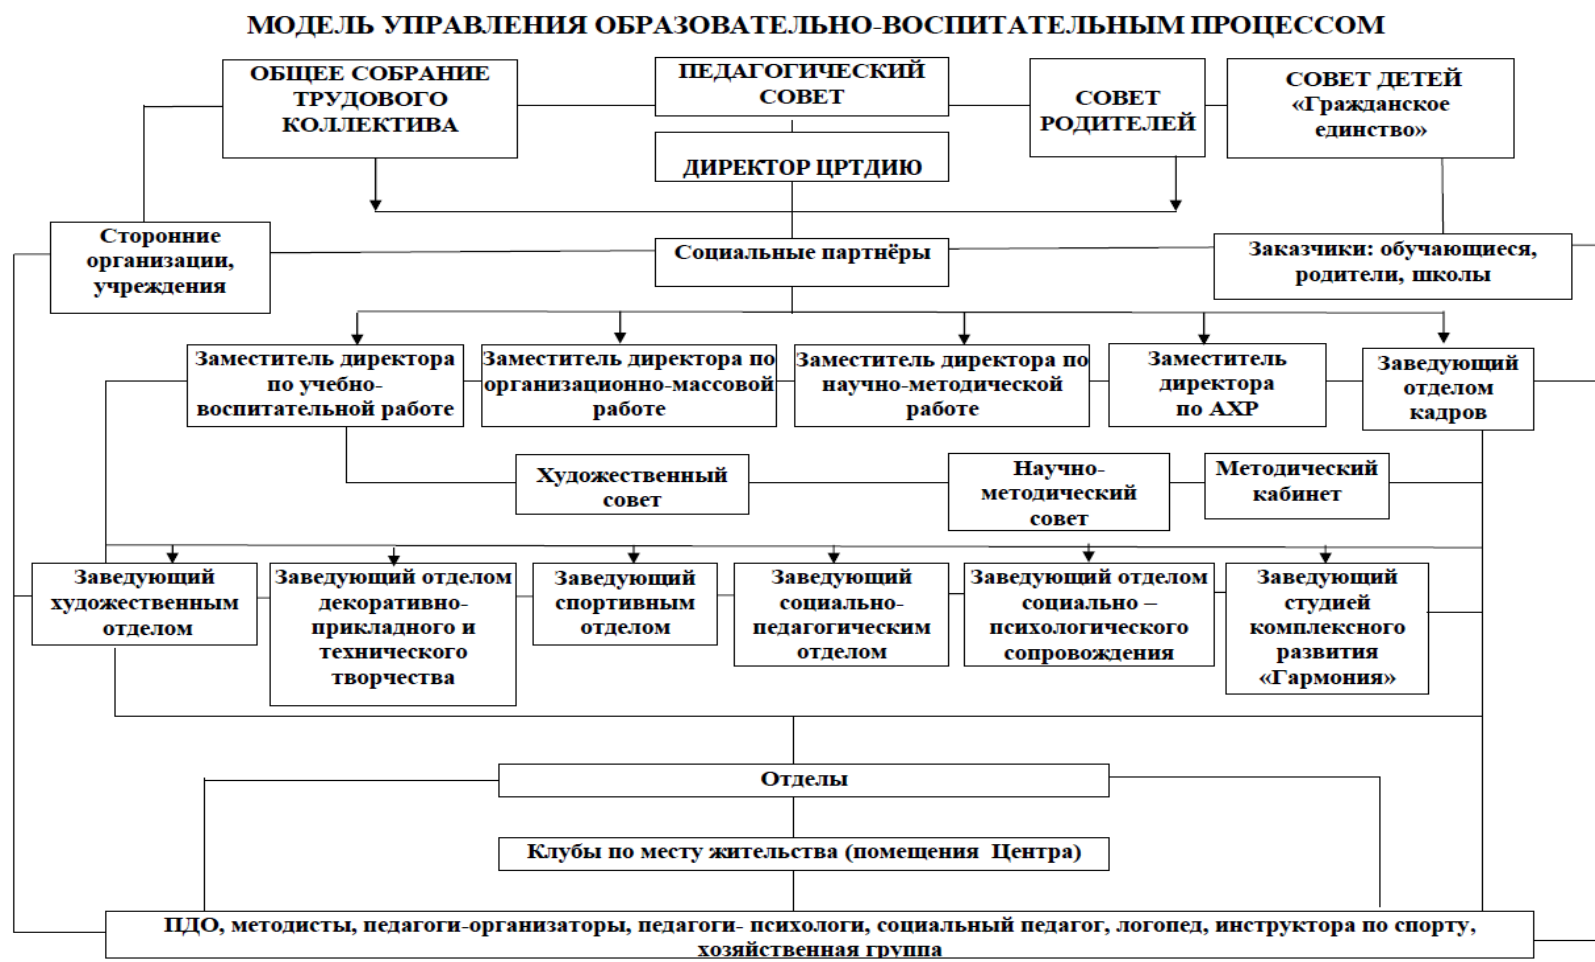 МОДЕЛЬ УПРАВЛЕНИЯ ОБРАЗОВАТЕЛЬНО-ВОСПИТАТЕЛЬНЫМ ПРОЦЕССОМ
ОБЩЕЕ СОБРАНИЕ
ТРУДОВОГО
КОЛЛЕКТИВА
ПЕДАГОГИЧЕСКИЙ
СОВЕТ
СОВЕТ
РОДИТЕЛЕЙ
СОВЕТ ДЕТЕЙ
«Гражданское
единство»
ДИРЕКТОР ЦРТДИЮ
Сторонние
организации,
учреждения
Социальные партнёры
Заказчики: обучающиеся,
родители, школы
Заместитель директора
по учебно-
воспитательной работе
Заместитель директора по
организационно-массовой
работе
Заместитель директора по
научно-методической
работе
Заместитель
директора
по АХР
Заведующий
отделом
кадров
Художественный
совет
Научно-
методический
совет
Методический
кабинет
Заведующий
художественным
отделом
Заведующий отделом
декоративно-
прикладного и
технического
творчества
Заведующий
спортивным
отделом
Заведующий
социально-
педагогическим
отделом
Заведующий отделом
социально –
психологического
сопровождения
Заведующий
студией
комплексного
развития
«Гармония»
Отделы
Клубы по месту жительства (помещения Центра)
ПДО, методисты, педагоги-организаторы, педагоги- психологи, социальный педагог, логопед, инструктора по спорту,
хозяйственная группа